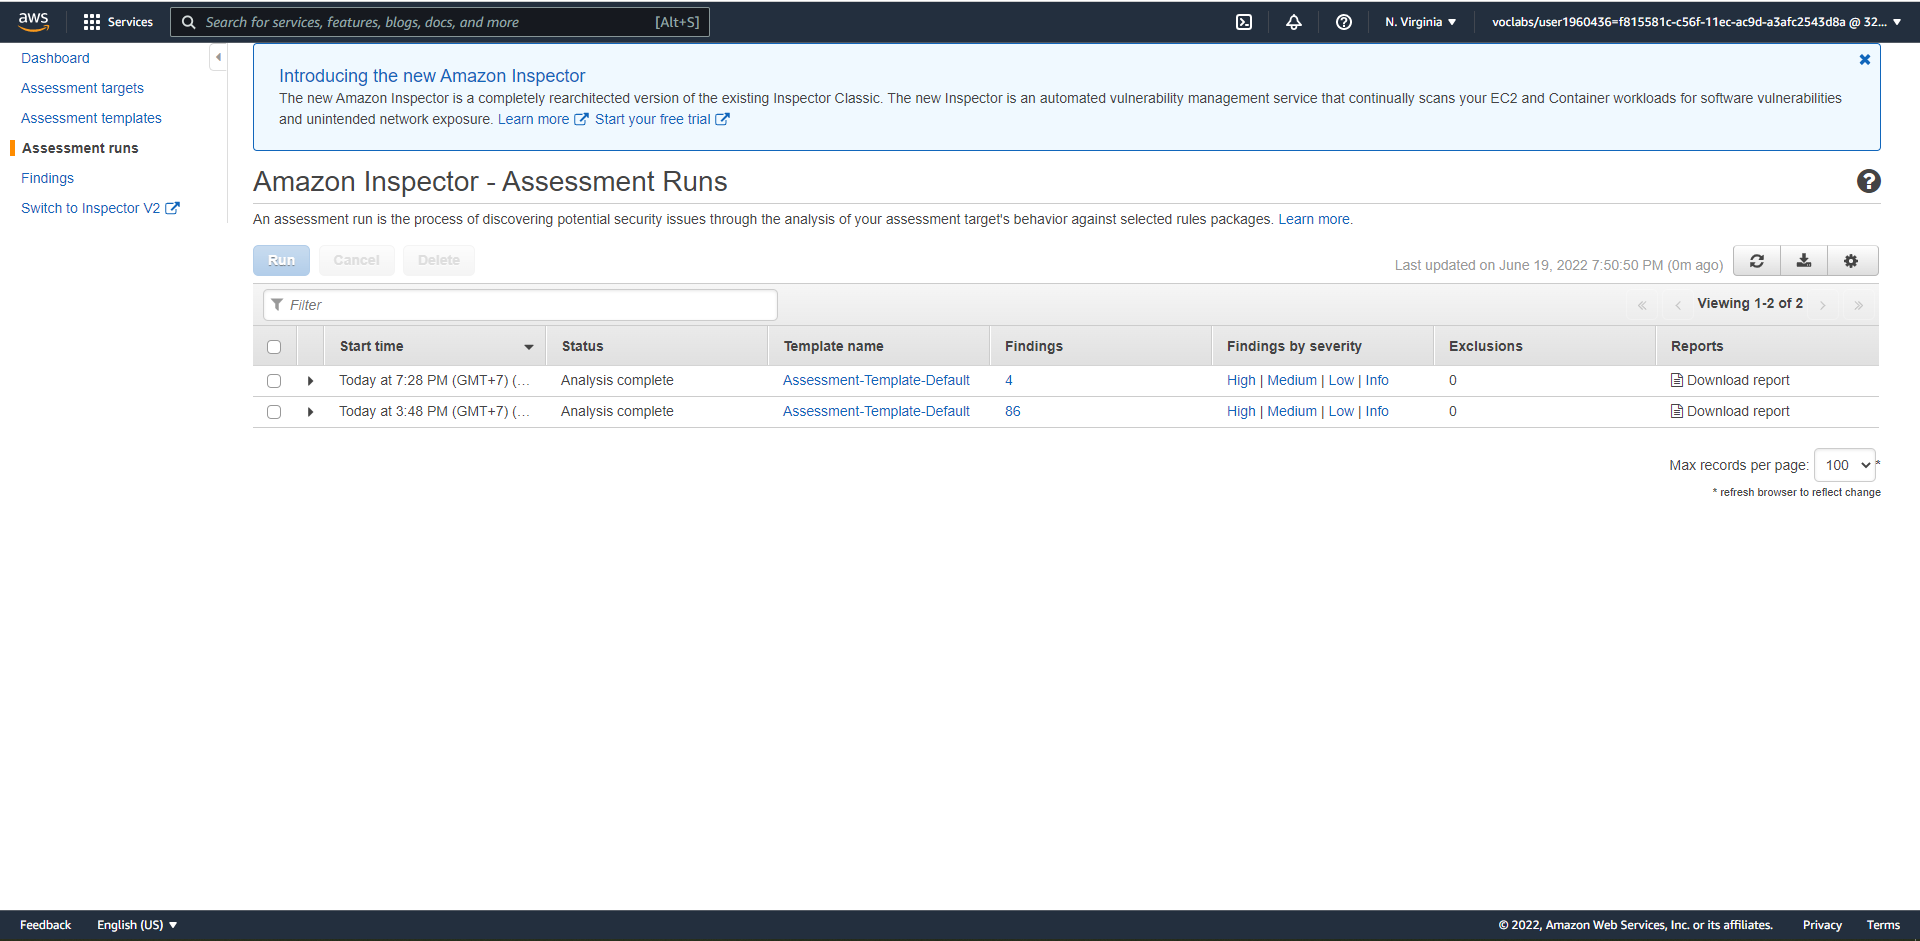 aws Services Search for services, features, blogs, docs, and more [Alt+S] N. Virginia voclabs/user1960436=f815581c-c56f-11ec-ac9d-a3afc2543d8a @ 32...
Dashboard
Assessment targets
Assessment templates
Assessment runs
Findings
Switch to Inspector V2
Introducing the new Amazon Inspector
The new Amazon Inspector is a completely rearchitected version of the existing Inspector Classic. The new Inspector is an automated vulnerability management service that continually scans your EC2 and Container workloads for software vulnerabilities
and unintended network exposure. Learn more Start your free trial
Amazon Inspector - Assessment Runs
An assessment run is the process of discovering potential security issues through the analysis of your assessment target's behavior against selected rules packages. Learn more.
Run Cancel Delete Last updated on June 19, 2022 7:50:50 PM (0m ago)
Filter « ‹ Viewing 1-2 of 2 › »
Start time Status Template name Findings Findings by severity Exclusions Reports
Today at 7:28 PM (GMT+7) (... Analysis complete Assessment-Template-Default 4 High | Medium | Low | Info 0 Download report
Today at 3:48 PM (GMT+7) (... Analysis complete Assessment-Template-Default 86 High | Medium | Low | Info 0 Download report
Max records per page: 100 *
* refresh browser to reflect change
Feedback English (US) © 2022, Amazon Web Services, Inc. or its affiliates. Privacy Terms